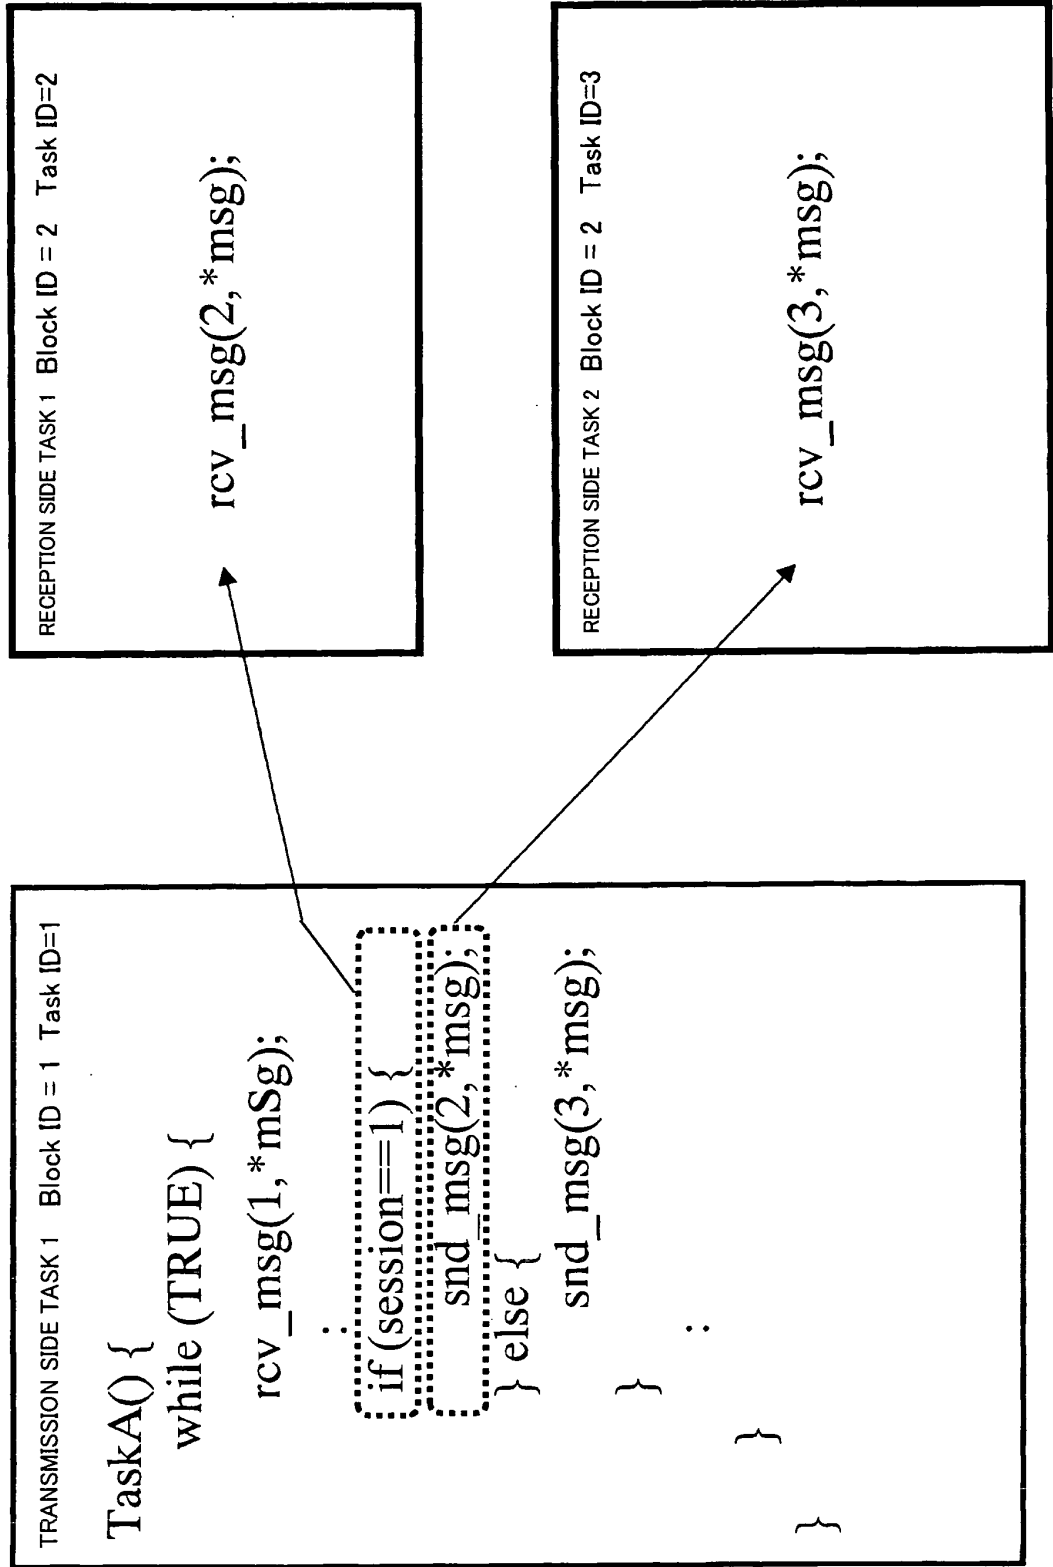 TRANSMISSION SIDE TASK 1 Block ID = 1 Task ID=1
TaskA() {
while (TRUE) {
rcv_msg(1,*mSg);
:
if (session==1) {
snd_msg(2,*msg);
} else {
snd_msg(3,*msg);
}
:
}
}
RECEPTION SIDE TASK 1 Block ID = 2 Task ID=2
rcv_msg(2,*msg);
RECEPTION SIDE TASK 2 Block ID = 2 Task ID=3
rcv_msg(3,*msg);